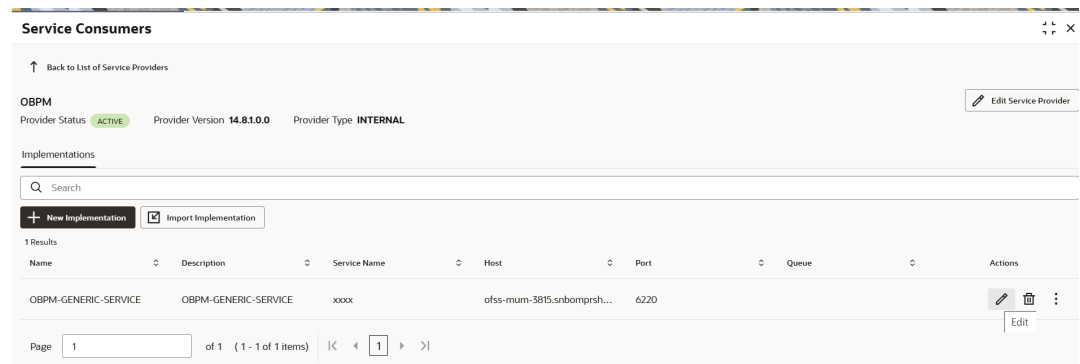 Service Consumers
Back to List of Service Providers
OBPM
Edit Service Provider
Provider Status ACTIVE Provider Version 14.8.1.0.0 Provider Type INTERNAL
Implementations
Search
New Implementation Import Implementation
1 Results
Name Description Service Name Host Port Queue Actions
OBPM-GENERIC-SERVICE OBPM-GENERIC-SERVICE xxxx ofss-mum-3815.snbomprsh... 6220
Edit
Page 1 of 1 (1 - 1 of 1 items) 1